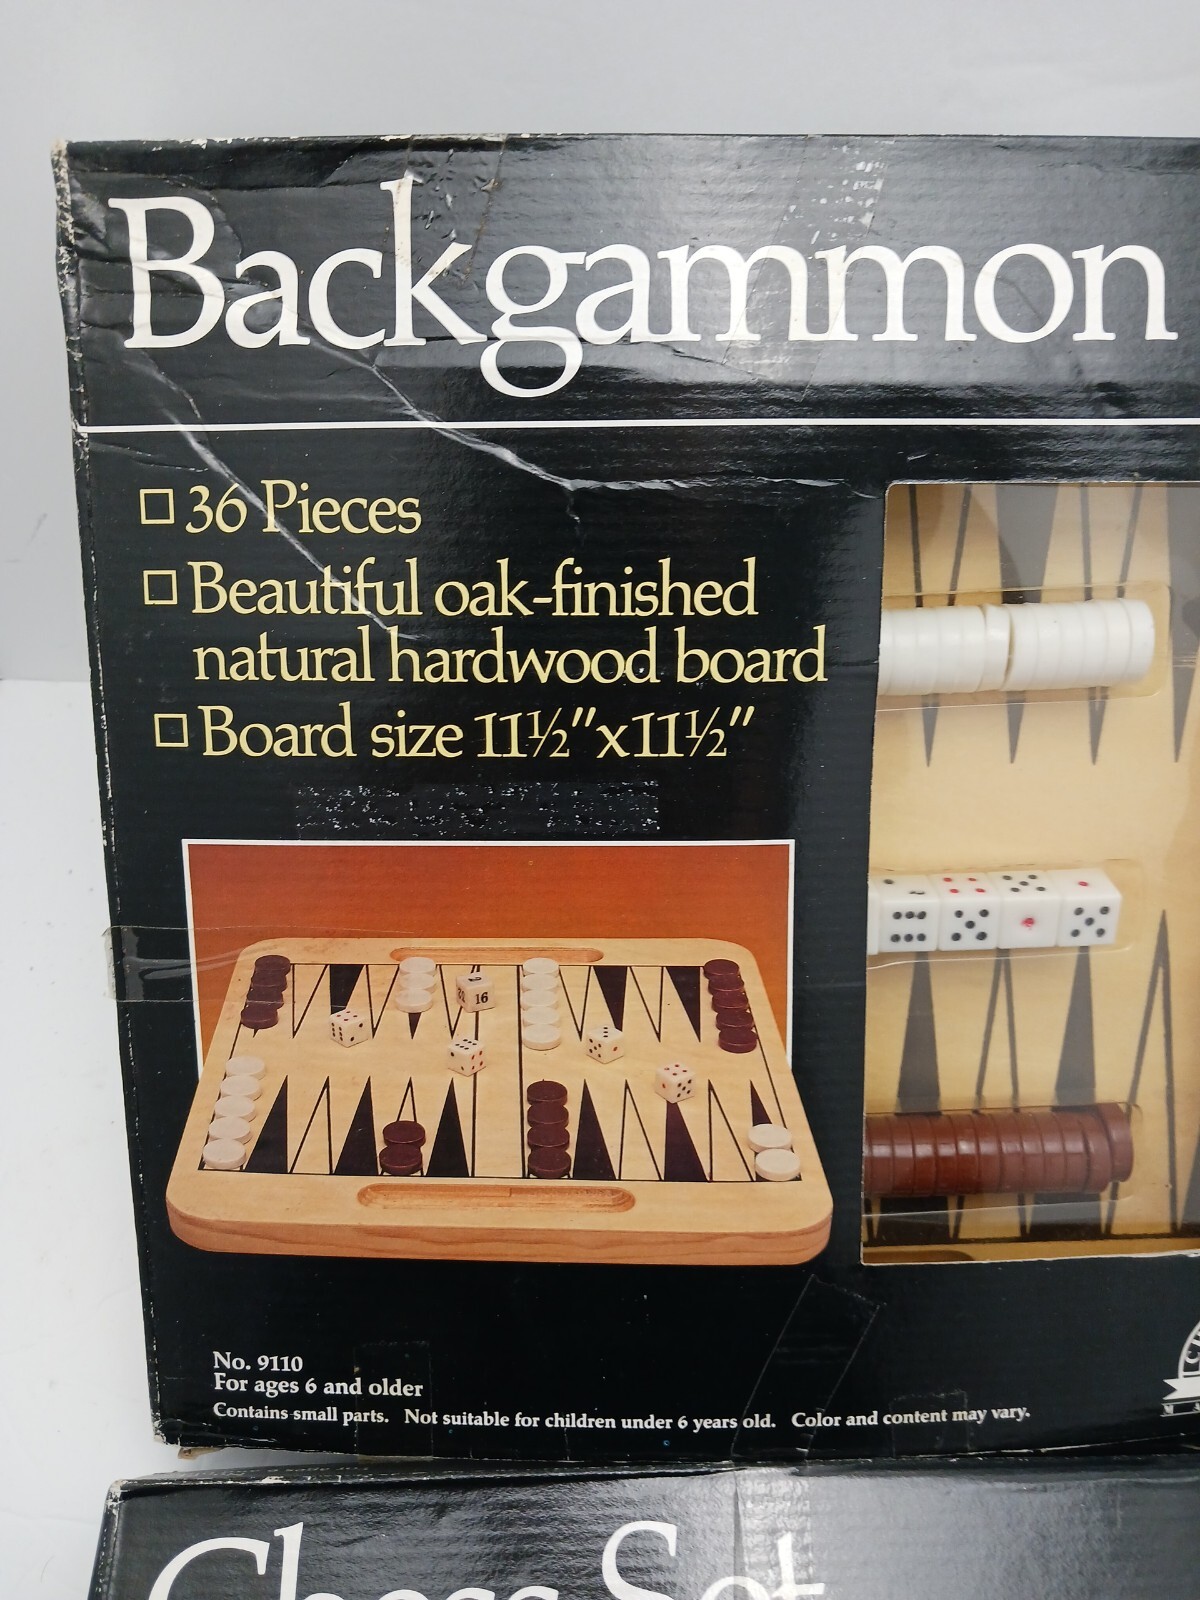 Backgammon
□ 36 Pieces
□ Beautiful oak-finished
natural hardwood board
□ Board size 11½"x11½"
16
No. 9110
For ages 6 and older
Contains small parts. Not suitable for children under 6 years old. Color and content may vary.
Chess Set